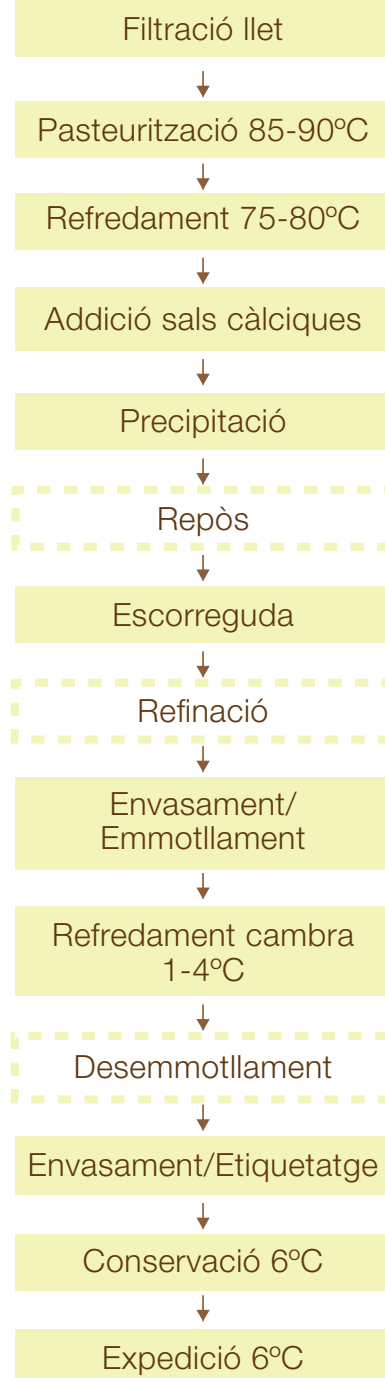 Filtració llet
Pasteurització 85-90ºC
Refredament 75-80ºC
Addició sals càlciques
Precipitació
Repòs
Escorreguda
Refinació
Envasament/
Emmotllament
Refredament cambra
1-4ºC
Desemmotllament
Envasament/Etiquetatge
Conservació 6ºC
Expedició 6ºC